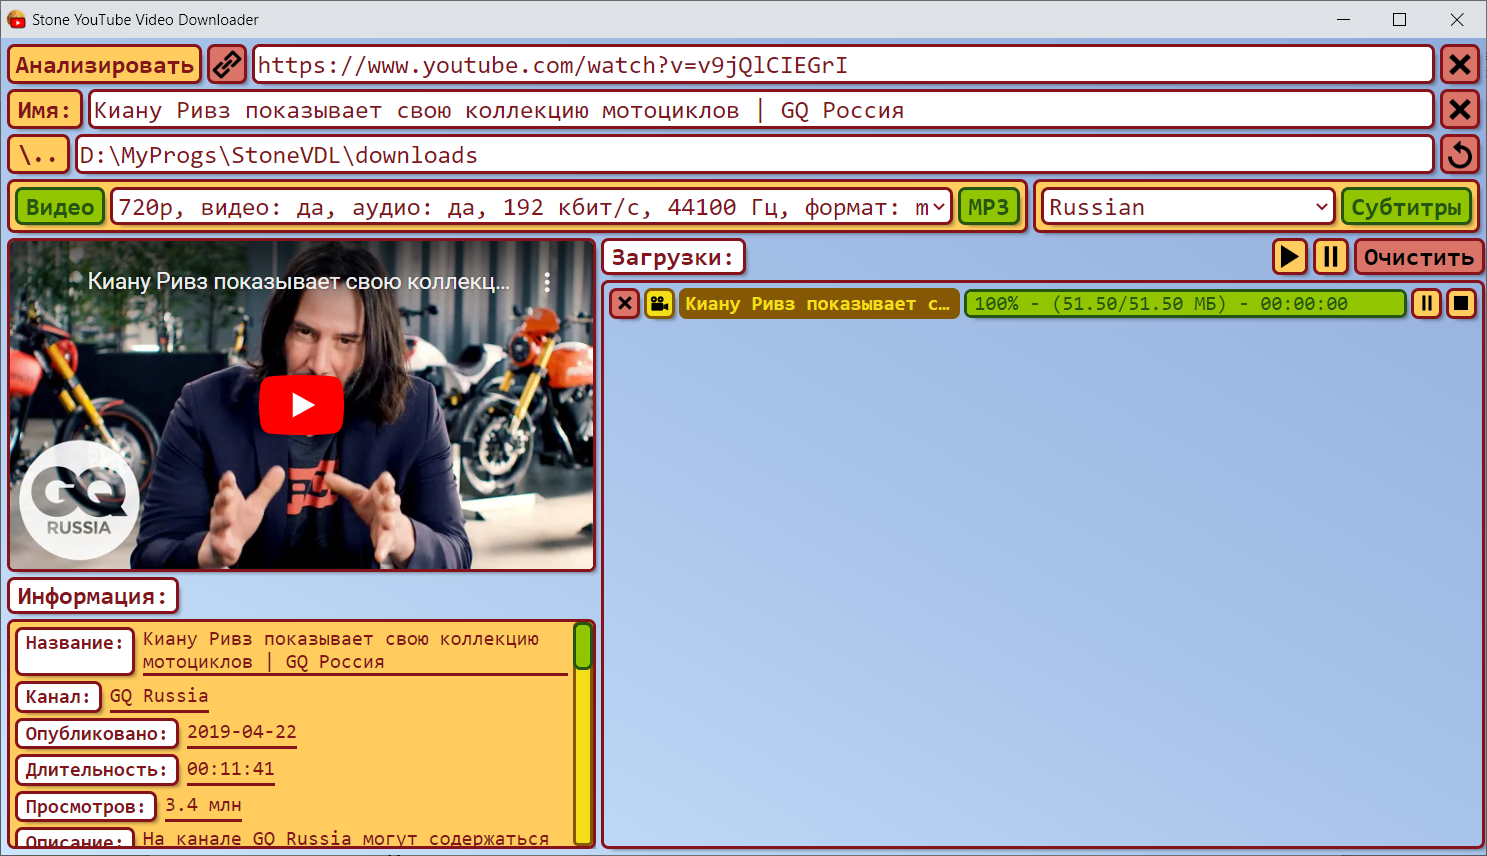 Stone YouTube Video Downloader
Анализировать
https://www.youtube.com/watch?v=v9jQlCIEGrI
Имя:
Киану Ривз показывает свою коллекцию мотоциклов | GQ Россия
\..
D:\MyProgs\StoneVDL\downloads
Видео
720p, видео: да, аудио: да, 192 кбит/с, 44100 Гц, формат: m
MP3
Russian
Субтитры
Киану Ривз показывает свою коллекц...
GQ
RUSSIA
Загрузки:
Очистить
Киану Ривз показывает с...
100% - (51.50/51.50 МБ) - 00:00:00
Информация:
Название:
Киану Ривз показывает свою коллекцию
мотоциклов | GQ Россия
Канал:
GQ Russia
Опубликовано:
2019-04-22
Длительность:
00:11:41
Просмотров:
3.4 млн
Описание:
На канале GQ Russia могут содержаться